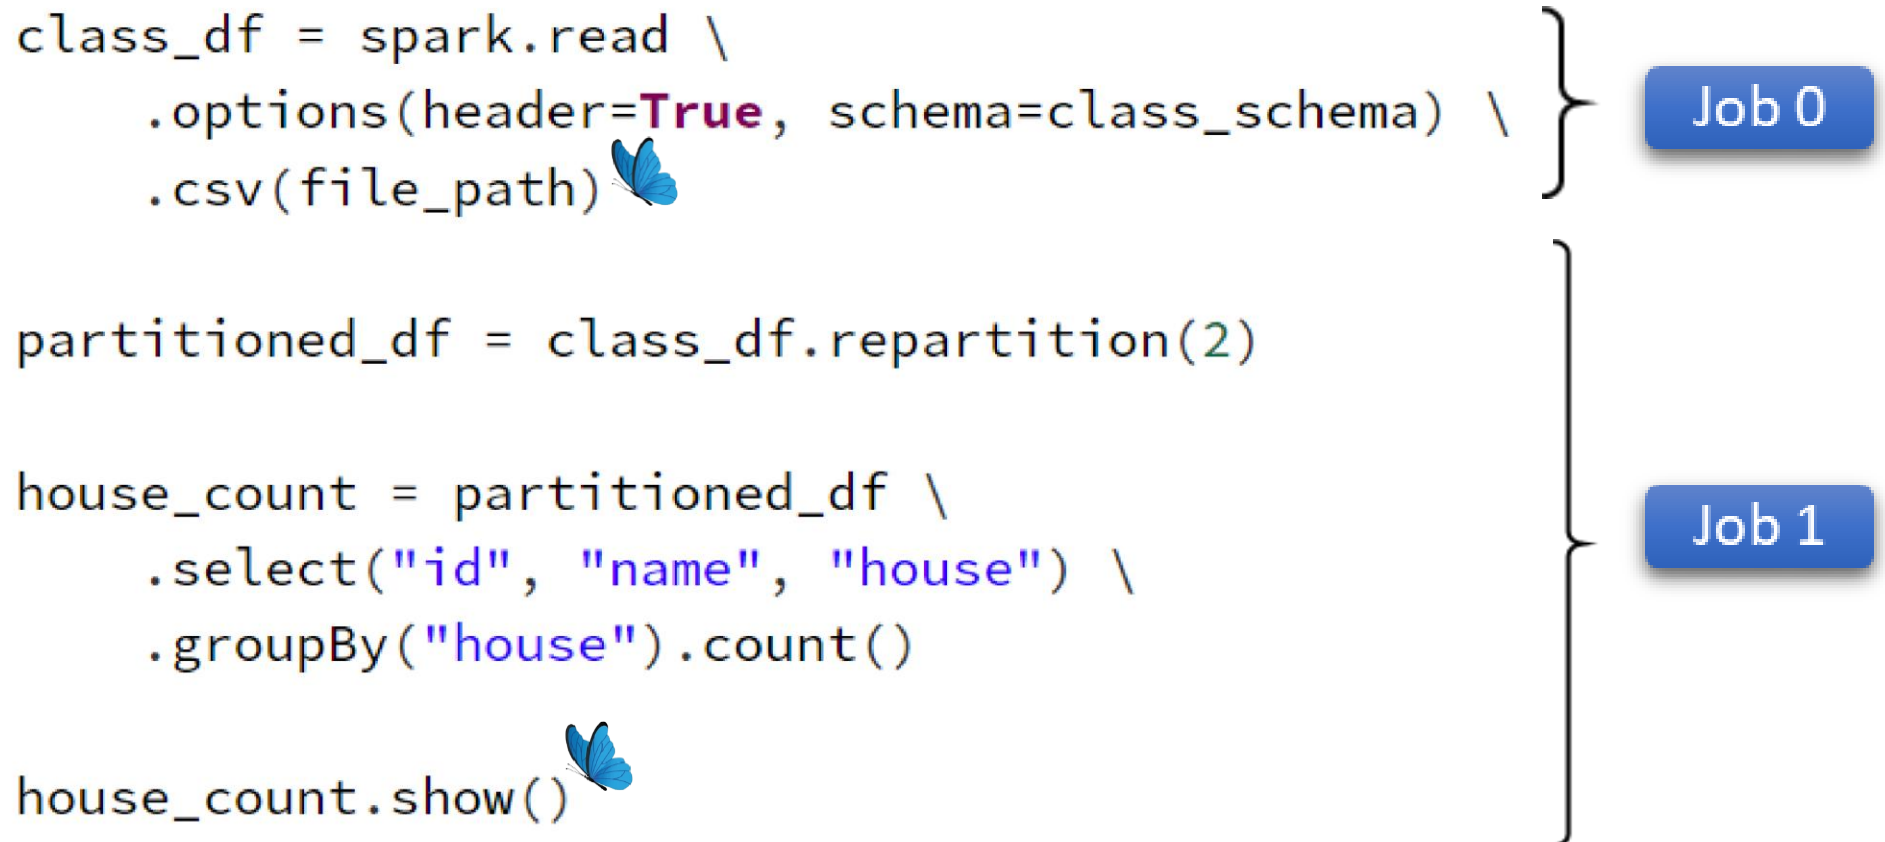 class_df = spark.read \
    .options(header=True, schema=class_schema) \
    .csv(file_path)
Job 0
partitioned_df = class_df.repartition(2)
house_count = partitioned_df \
    .select("id", "name", "house") \
    .groupBy("house").count()
Job 1
house_count.show()